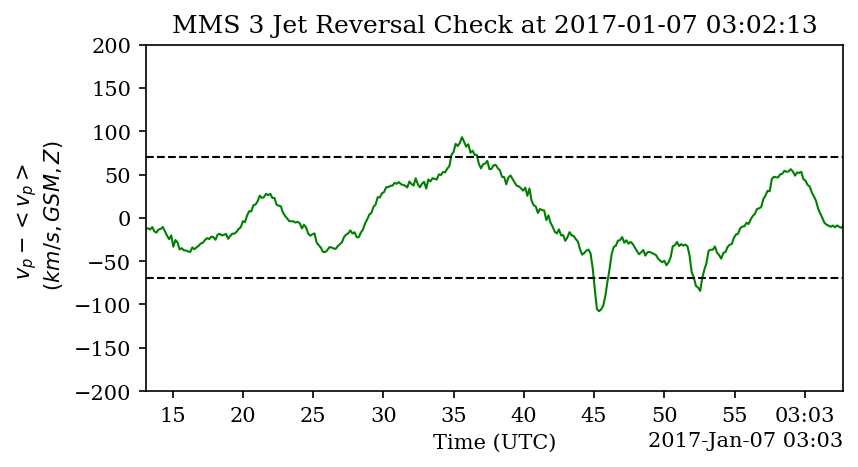 MMS 3 Jet Reversal Check at 2017-01-07 03:02:13
200
150
100
50
0
−50
−100
−150
−200
v_p − < v_p >
(km/s, GSM, Z)
15 20 25 30 35 40 45 50 55 03:03
Time (UTC)
2017-Jan-07 03:03